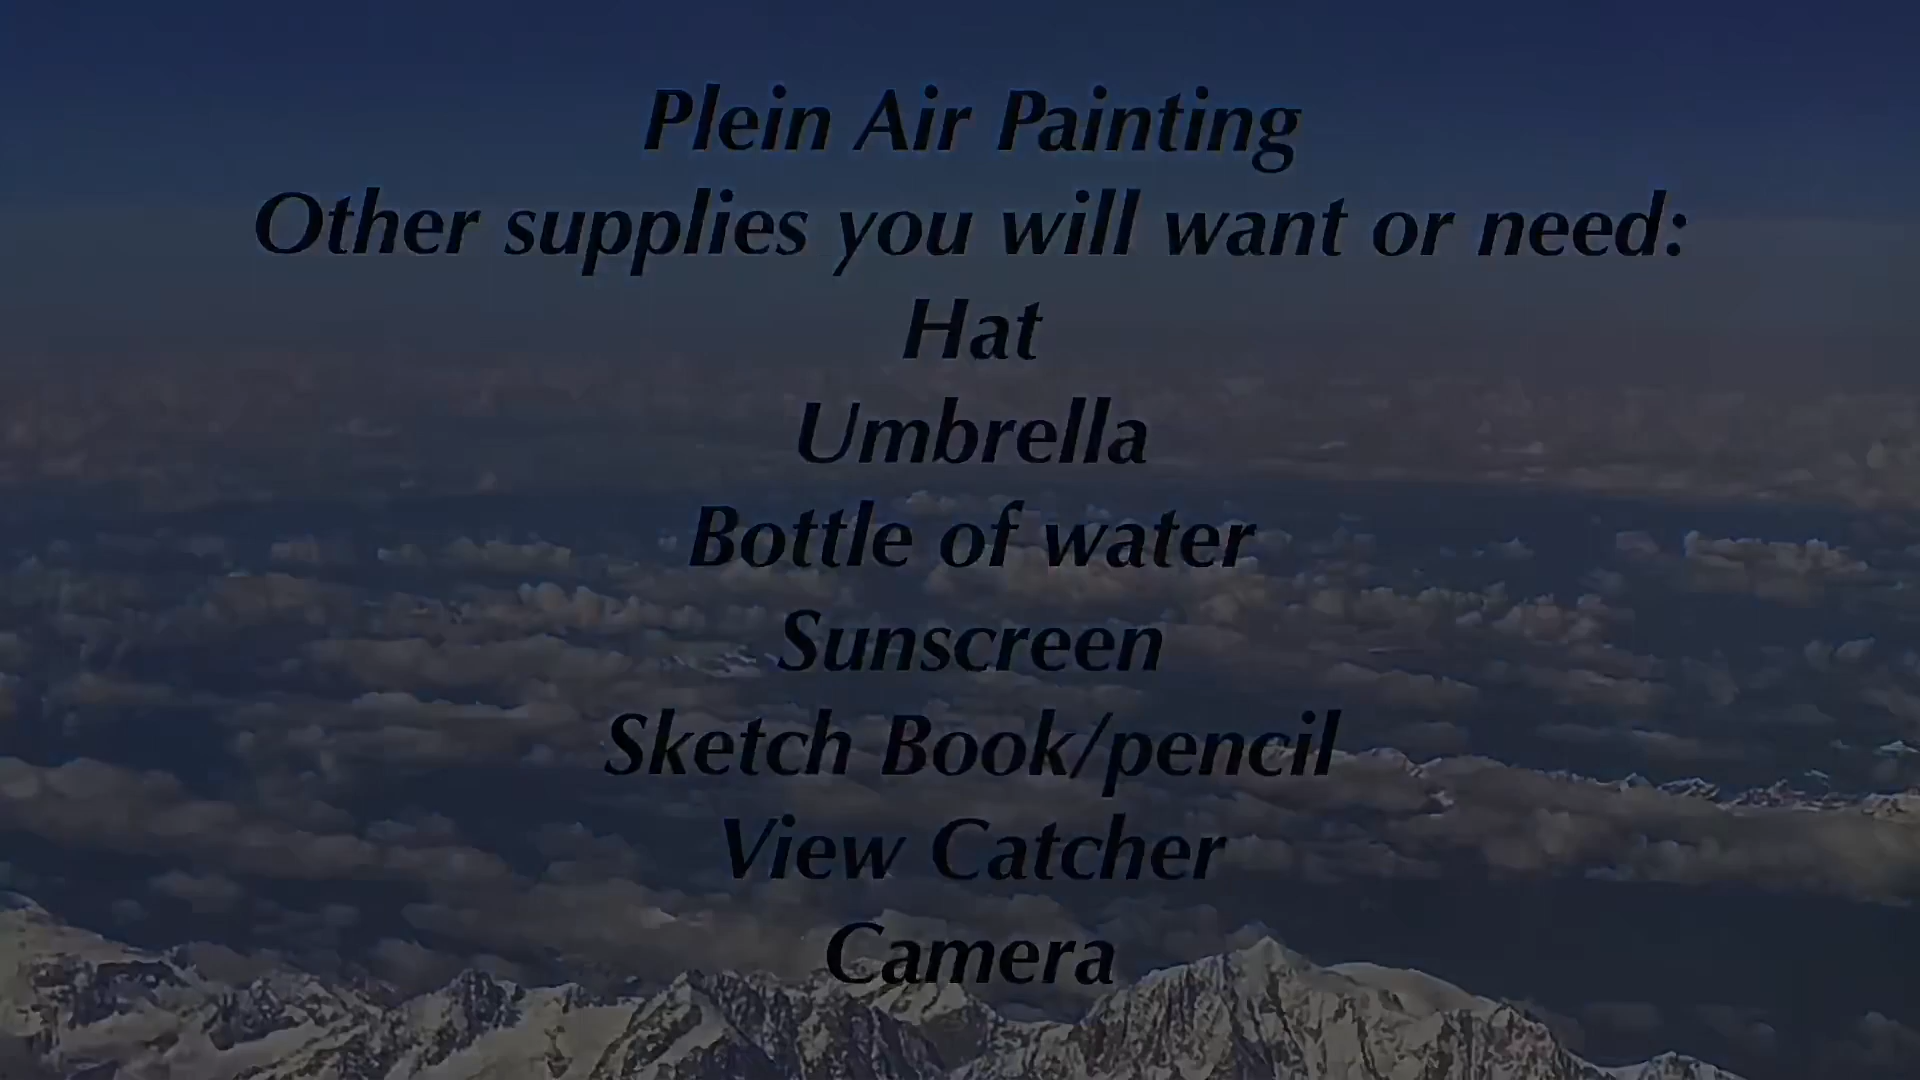 Plein Air Painting
Other supplies you will want or need:
Hat
Umbrella
Bottle of water
Sunscreen
Sketch Book/pencil
View Catcher
Camera